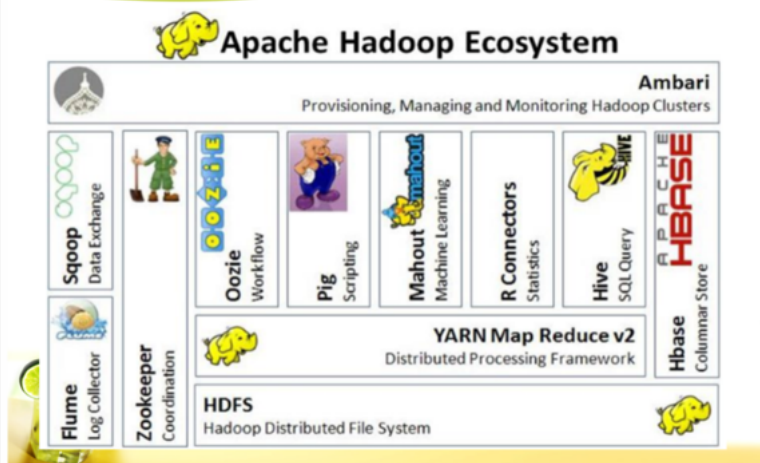 Apache Hadoop Ecosystem
Ambari
Provisioning, Managing and Monitoring Hadoop Clusters
sqoop
Sqoop
Data Exchange
Flume
Log Collector
Zookeeper
Coordination
OOZIE
Oozie
Workflow
Pig
Scripting
mahout
Mahout
Machine Learning
R Connectors
Statistics
HIVE
Hive
SQL Query
APACHE
HBASE
Hbase
Columnar Store
YARN Map Reduce v2
Distributed Processing Framework
HDFS
Hadoop Distributed File System